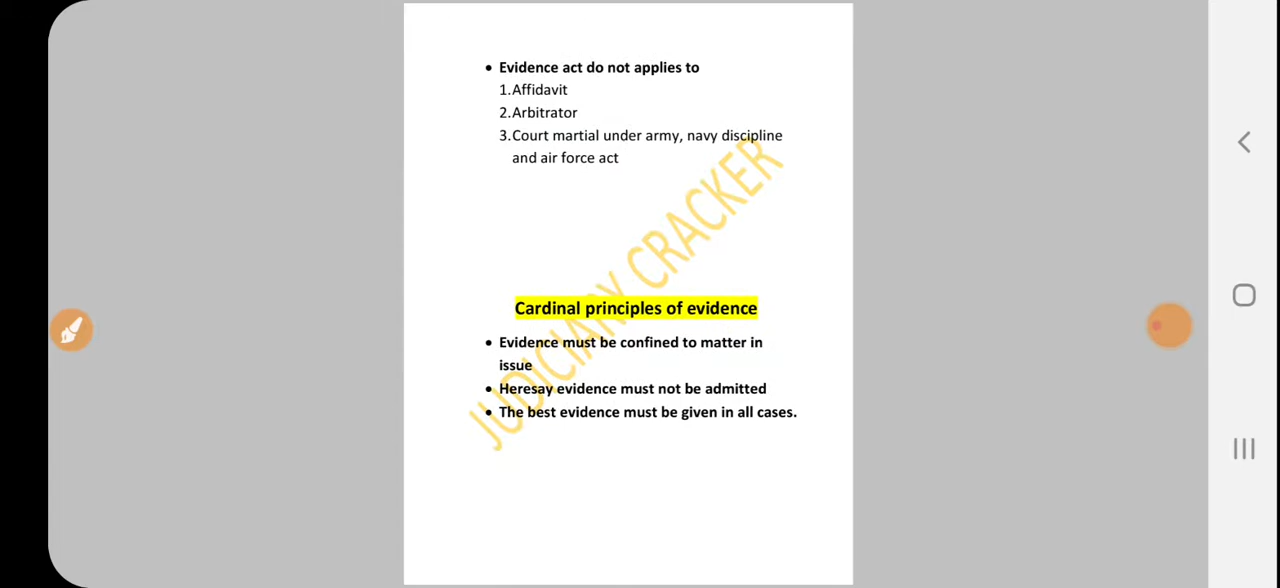 • Evidence act do not applies to
1.Affidavit
2.Arbitrator
3.Court martial under army, navy discipline
and air force act
JUDICIARY CRACKER
Cardinal principles of evidence
• Evidence must be confined to matter in
issue
• Heresay evidence must not be admitted
• The best evidence must be given in all cases.